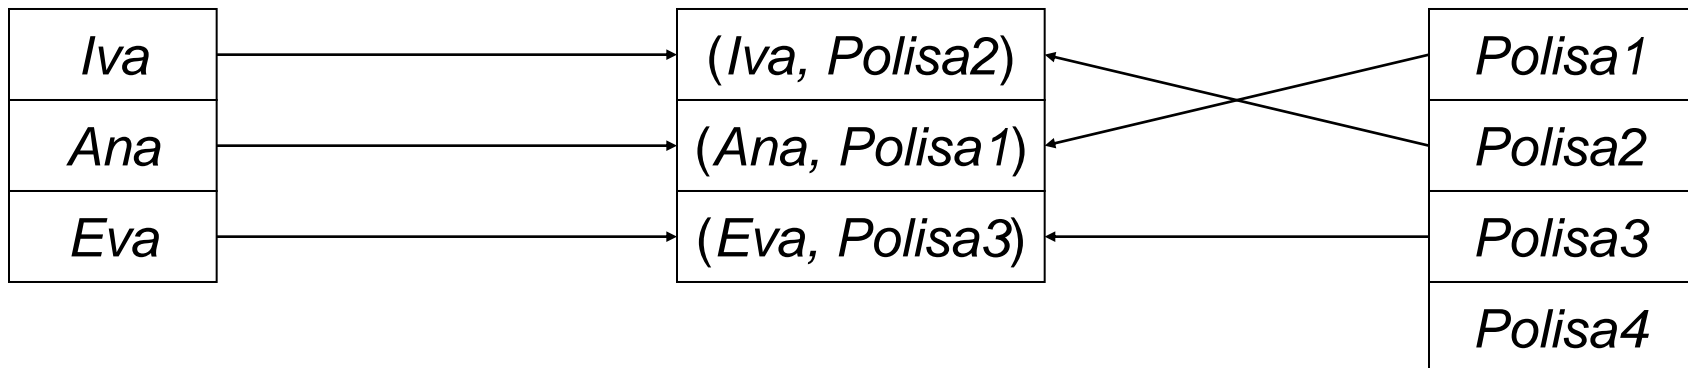 Iva (Iva, Polisa2) Polisa1
Ana (Ana, Polisa1) Polisa2
Eva (Eva, Polisa3) Polisa3
Polisa4